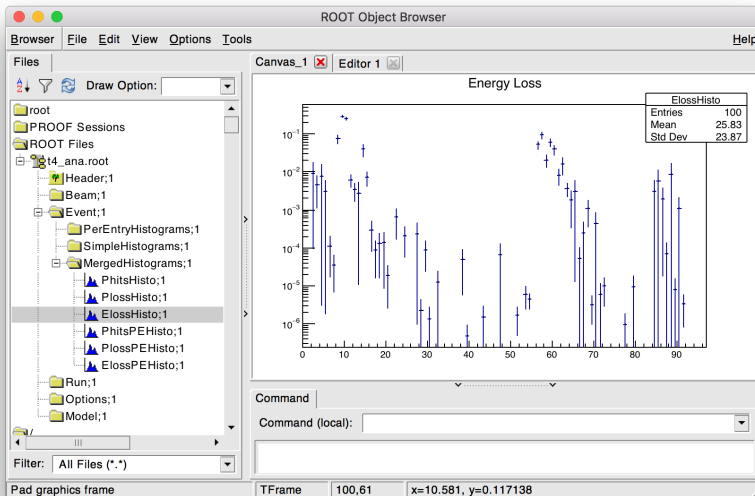 ROOT Object Browser
Browser File Edit View Options Tools Help
Files
Draw Option:
root
PROOF Sessions
ROOT Files
t4_ana.root
Header;1
Beam;1
Event;1
PerEntryHistograms;1
SimpleHistograms;1
MergedHistograms;1
PhitsHisto;1
PlossHisto;1
ElossHisto;1
PhitsPEHisto;1
PlossPEHisto;1
ElossPEHisto;1
Run;1
Options;1
Model;1
/
Filter: All Files (*.*)
Canvas_1 Editor 1
Energy Loss
ElossHisto
Entries 100
Mean 25.83
Std Dev 23.87
10⁻¹
10⁻²
10⁻³
10⁻⁴
10⁻⁵
10⁻⁶
0 10 20 30 40 50 60 70 80 90
Command
Command (local):
Pad graphics frame TFrame 100,61 x=10.581, y=0.117138